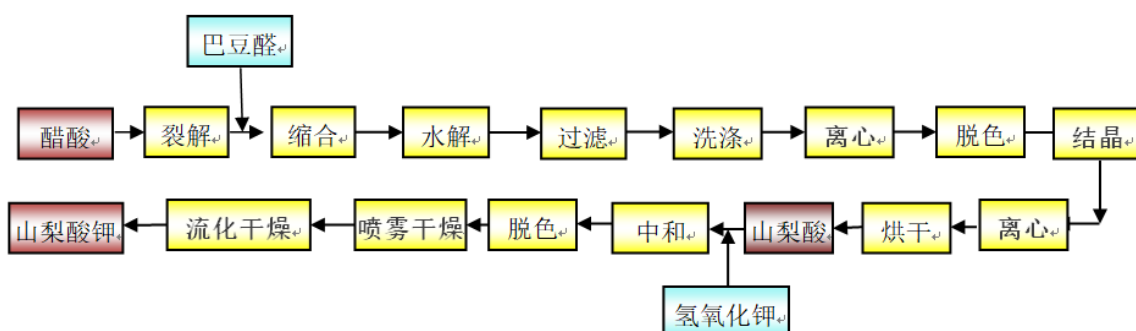 巴豆醛
醋酸 裂解 缩合 水解 过滤 洗涤 离心 脱色 结晶
山梨酸钾 流化干燥 喷雾干燥 脱色 中和 山梨酸 烘干 离心
氢氧化钾